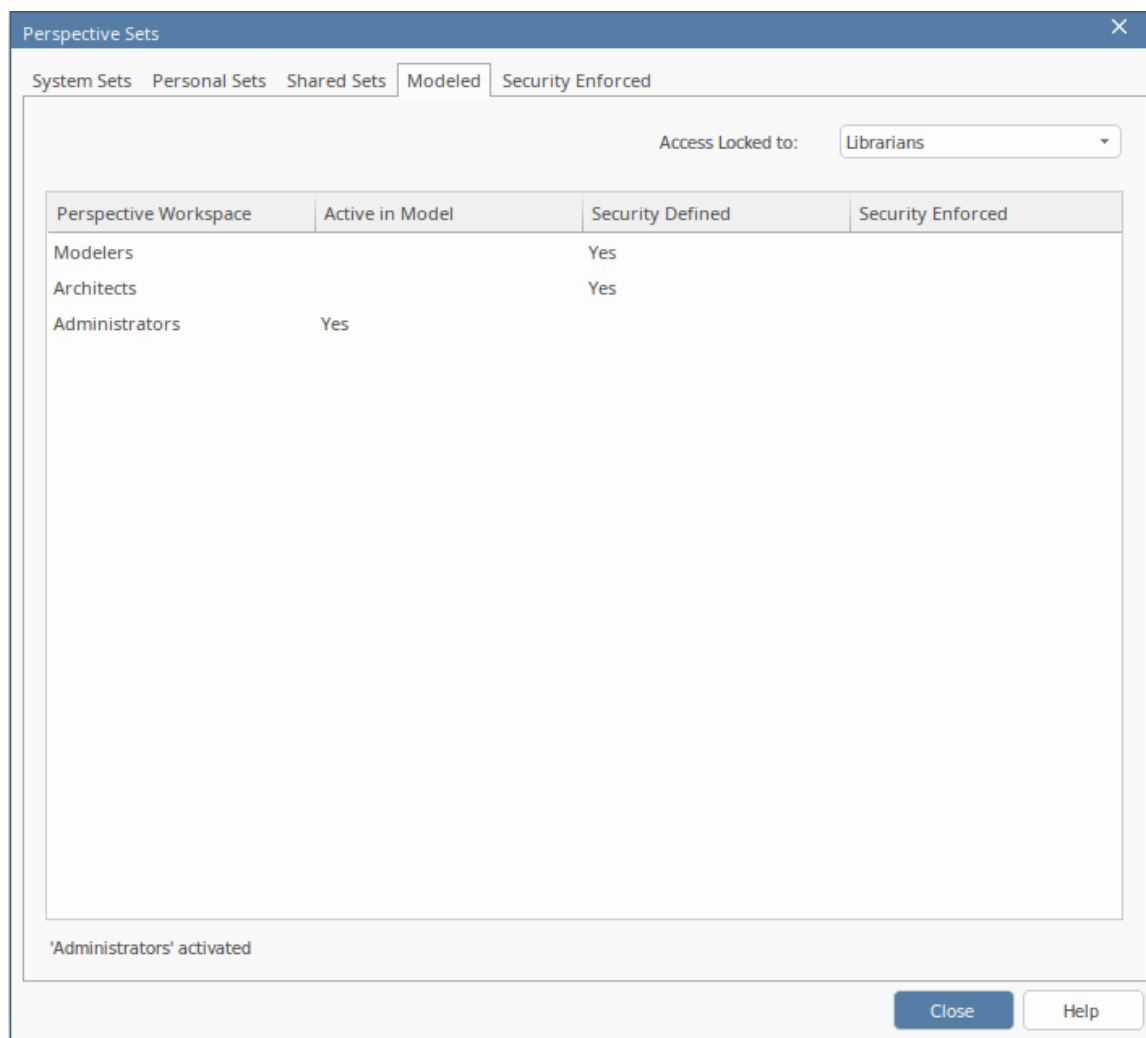 Perspective Sets
System Sets Personal Sets Shared Sets Modeled Security Enforced
Access Locked to: Librarians
Perspective Workspace Active in Model Security Defined Security Enforced
Modelers Yes
Architects Yes
Administrators Yes
'Administrators' activated
Close Help